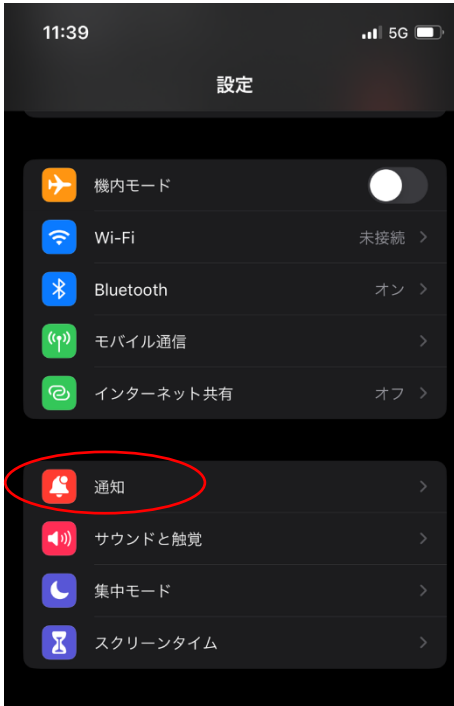 11:39 5G
設定
機内モード
Wi-Fi 未接続
Bluetooth オン
モバイル通信
インターネット共有 オフ
通知
サウンドと触覚
集中モード
スクリーンタイム